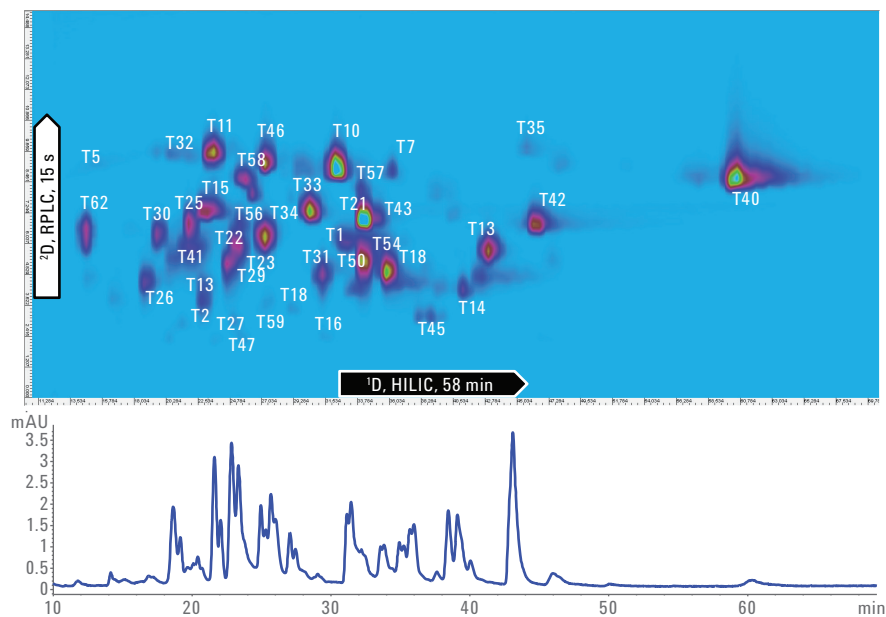 T35
T11
T46
T10
T32
T7
T5
T58
T57
T33
T15
T62
T25
T42
T40
T30
T56
T34
T21
T43
T22
T1
T13
T41
T23
T54
T50
T18
T29
T31
T13
T26
T18
T14
T2
T27
T59
T16
T45
T47
²D, RPLC, 15 s
¹D, HILIC, 58 min
mAU
3.5
3
2.5
2
1.5
1
0.5
0
10
20
30
40
50
60
min